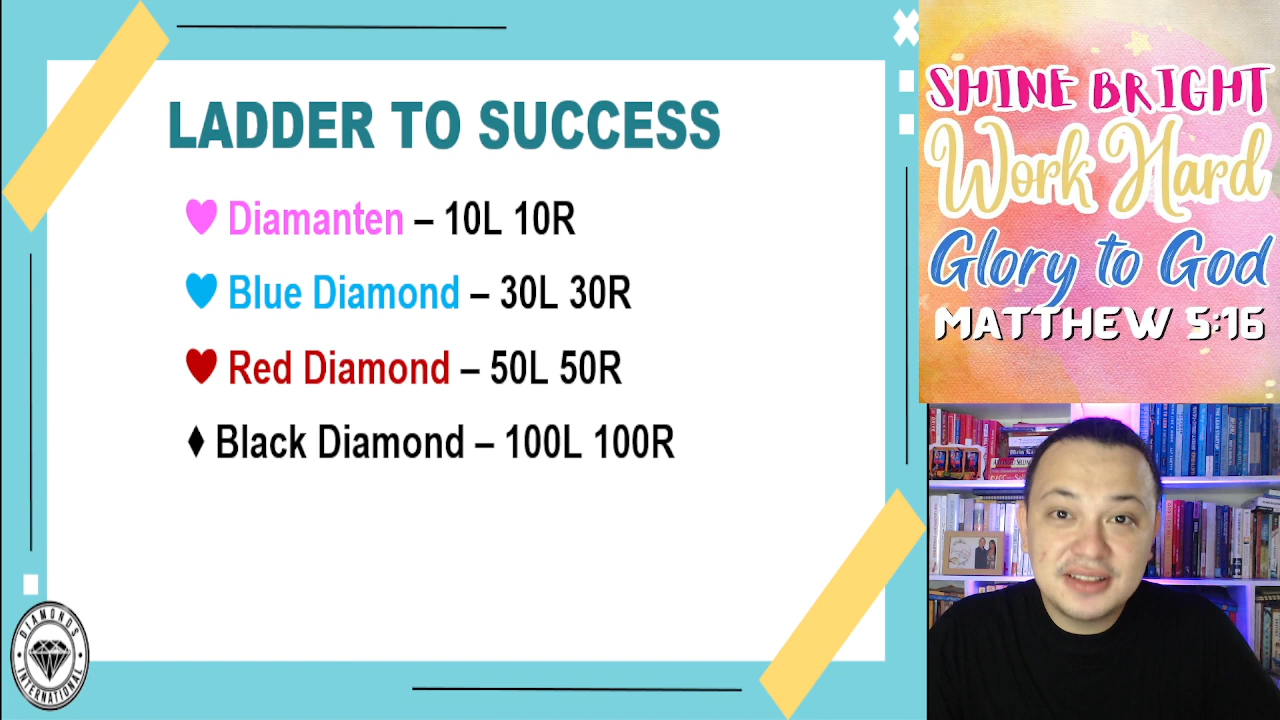 LADDER TO SUCCESS
Diamanten – 10L 10R
Blue Diamond – 30L 30R
Red Diamond – 50L 50R
Black Diamond – 100L 100R
DIAMONDS
INTERNATIONAL
SHINE BRIGHT
Work Hard
Glory to God
MATTHEW 5:16